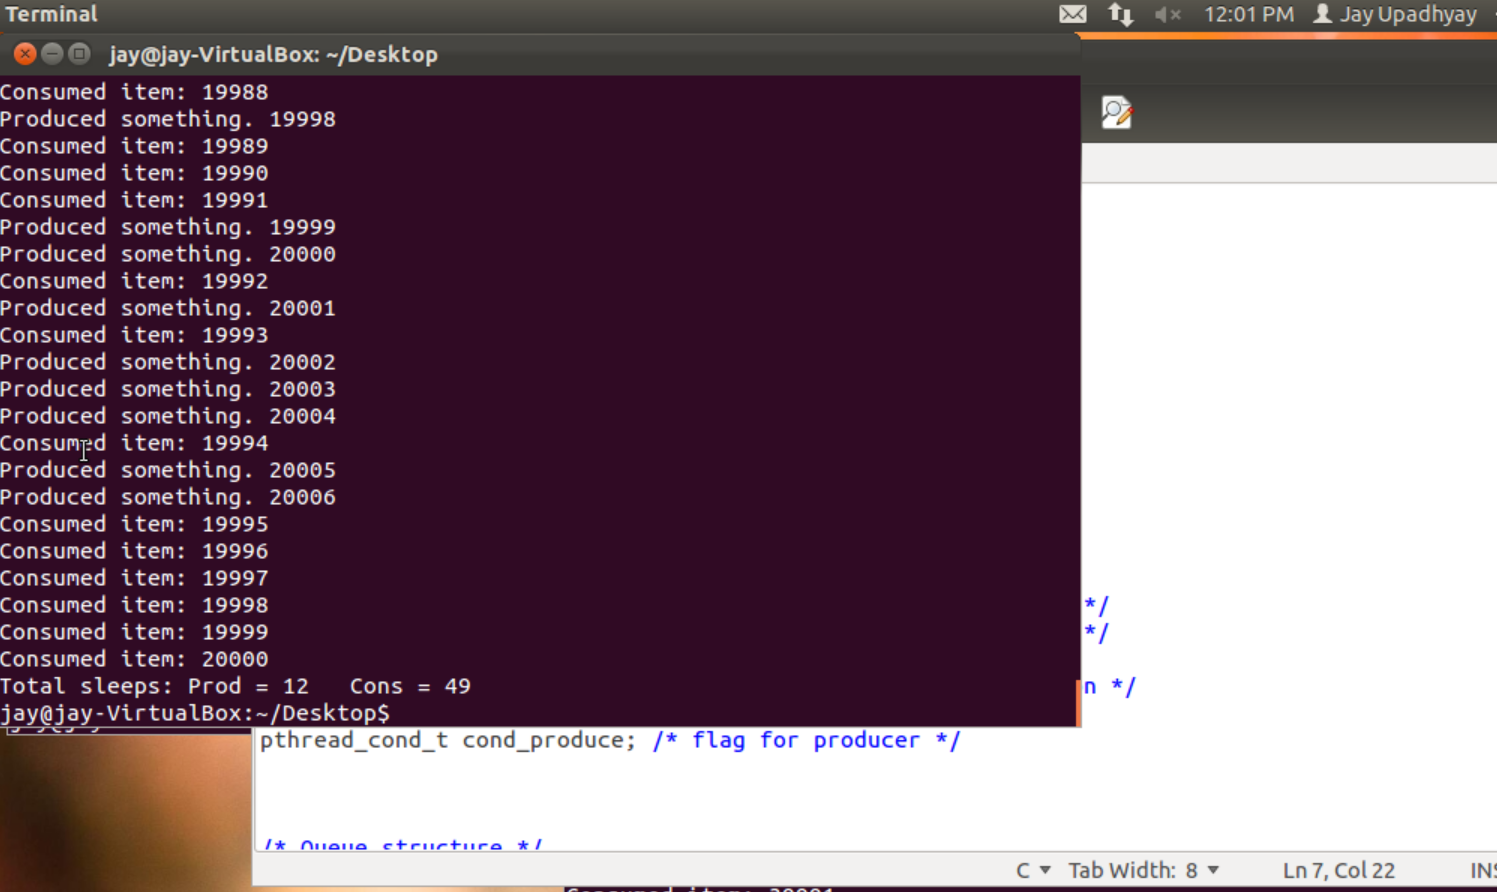 Terminal
12:01 PM
Jay Upadhyay
jay@jay-VirtualBox: ~/Desktop
Consumed item: 19988
Produced something. 19998
Consumed item: 19989
Consumed item: 19990
Consumed item: 19991
Produced something. 19999
Produced something. 20000
Consumed item: 19992
Produced something. 20001
Consumed item: 19993
Produced something. 20002
Produced something. 20003
Produced something. 20004
Consumed item: 19994
Produced something. 20005
Produced something. 20006
Consumed item: 19995
Consumed item: 19996
Consumed item: 19997
Consumed item: 19998
Consumed item: 19999
Consumed item: 20000
Total sleeps: Prod = 12   Cons = 49
jay@jay-VirtualBox:~/Desktop$
*/
*/
n */
pthread_cond_t cond_produce; /* flag for producer */
/* Queue structure */
C
Tab Width: 8
Ln 7, Col 22
INS